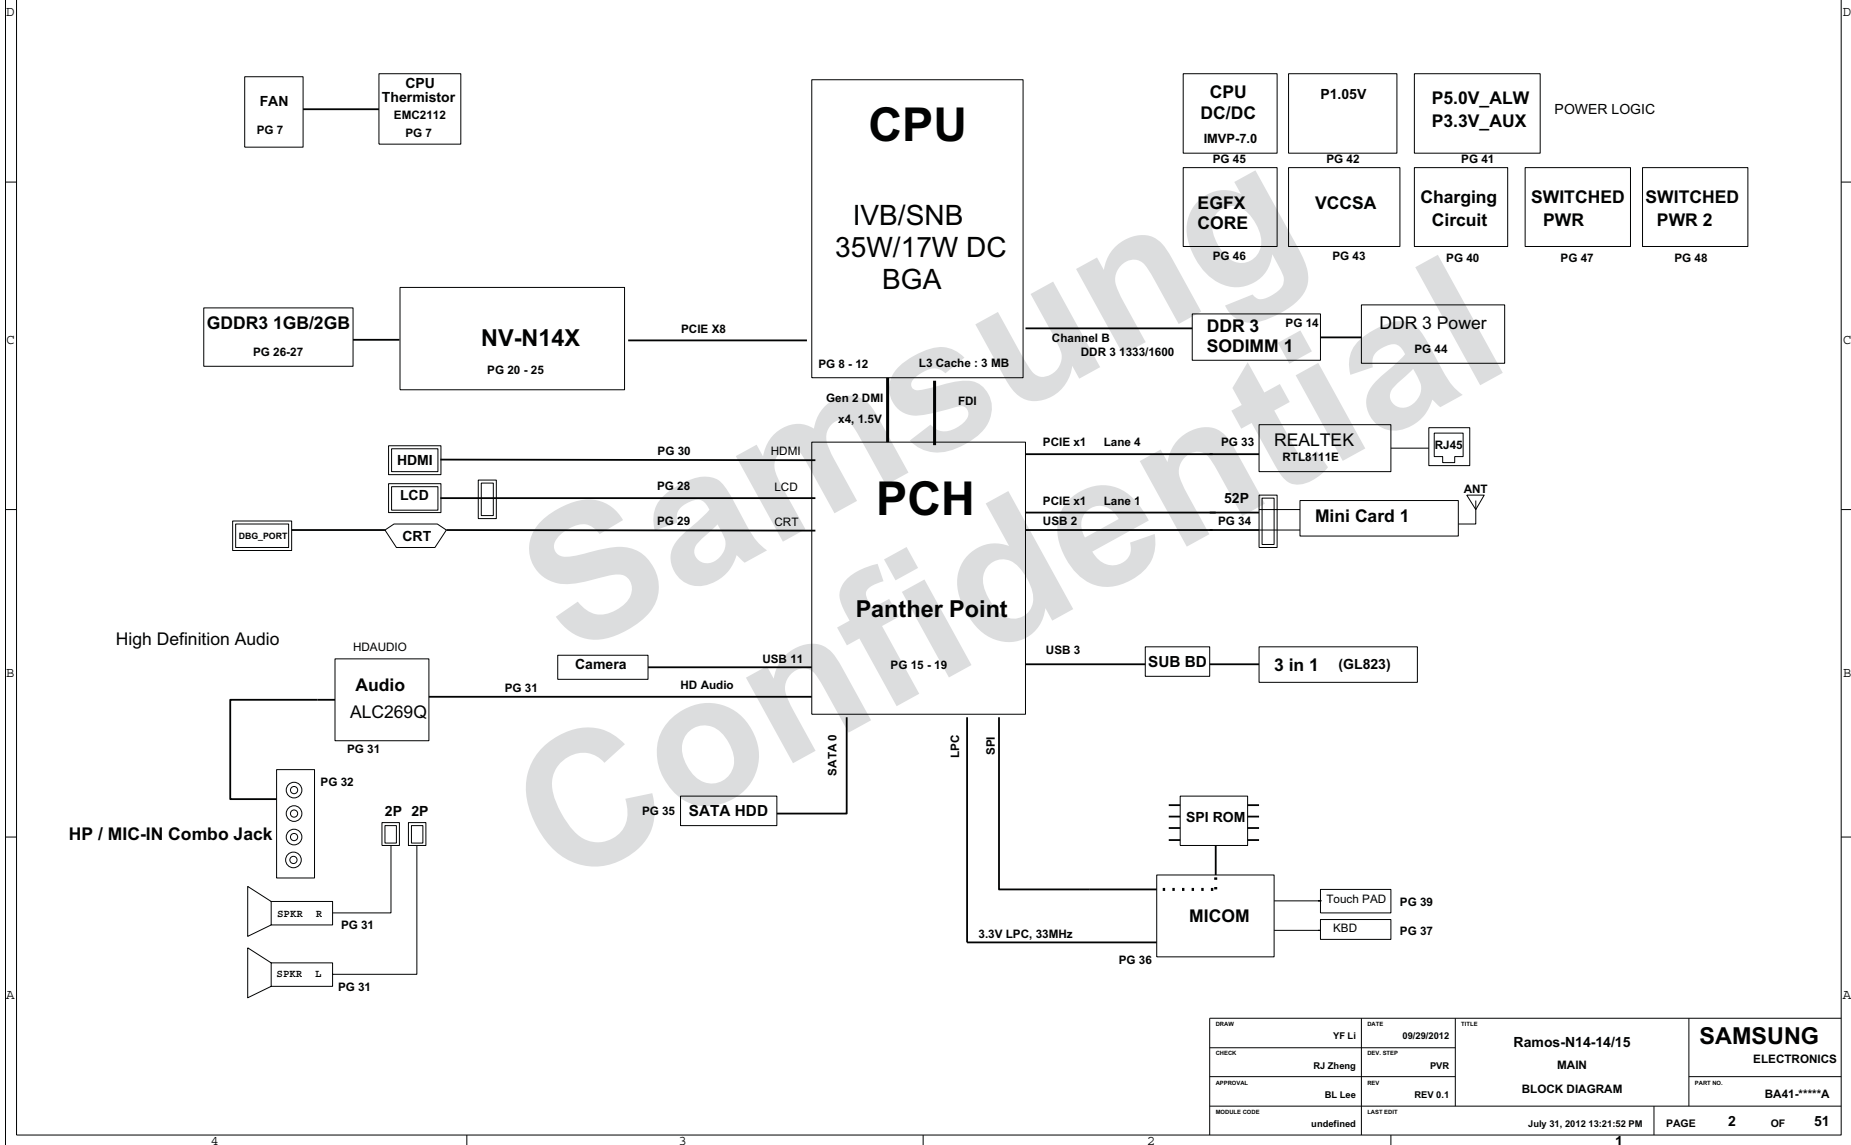 D
D
FAN
PG 7
CPU
Thermistor
EMC2112
PG 7
CPU
IVB/SNB
35W/17W DC
BGA
PG 8 - 12
L3 Cache : 3 MB
CPU
DC/DC
IMVP-7.0
PG 45
P1.05V
PG 42
P5.0V_ALW
P3.3V_AUX
PG 41
POWER LOGIC
EGFX
CORE
PG 46
VCCSA
PG 43
Charging
Circuit
PG 40
SWITCHED
PWR
PG 47
SWITCHED
PWR 2
PG 48
C
C
GDDR3 1GB/2GB
PG 26-27
NV-N14X
PG 20 - 25
PCIE X8
Channel B
DDR 3 1333/1600
DDR 3
PG 14
SODIMM 1
DDR 3 Power
PG 44
Gen 2 DMI
x4, 1.5V
FDI
Samsung
Confidential
HDMI
PG 30
HDMI
LCD
PG 28
LCD
DBG_PORT
CRT
PG 29
CRT
PCH
Panther Point
PG 15 - 19
PCIE x1 Lane 4
PG 33
REALTEK
RTL8111E
RJ45
PCIE x1 Lane 1
52P
USB 2
PG 34
Mini Card 1
ANT
High Definition Audio
HDAUDIO
Audio
ALC269Q
PG 31
Camera
USB 11
PG 31
HD Audio
USB 3
SUB BD
3 in 1 (GL823)
B
B
SATA 0
LPC
SPI
PG 32
HP / MIC-IN Combo Jack
2P
2P
PG 35
SATA HDD
SPI ROM
MICOM
Touch PAD
PG 39
KBD
PG 37
3.3V LPC, 33MHz
PG 36
SPKR R
PG 31
SPKR L
PG 31
A
A
DRAW
YF Li
DATE
09/29/2012
TITLE
Ramos-N14-14/15
MAIN
BLOCK DIAGRAM
SAMSUNG
ELECTRONICS
CHECK
RJ Zheng
DEV. STEP
PVR
APPROVAL
BL Lee
REV
REV 0.1
PART NO.
BA41-*****A
MODULE CODE
undefined
LAST EDIT
July 31, 2012 13:21:52 PM
PAGE 2 OF 51
4
3
2
1